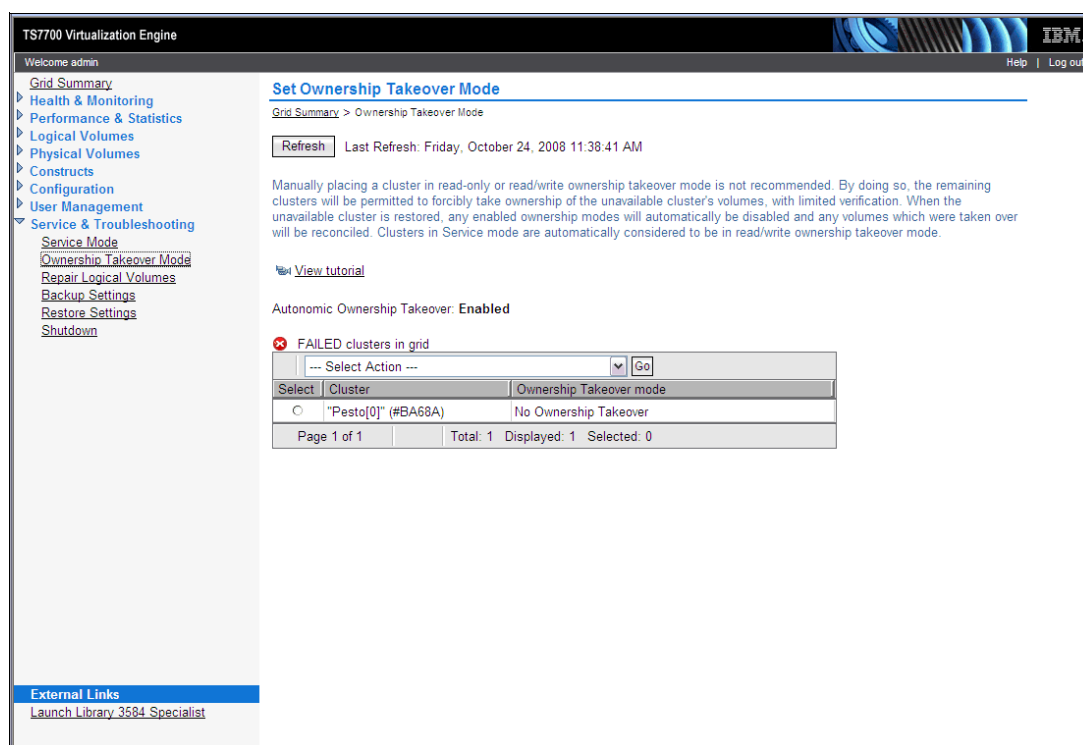 TS7700 Virtualization Engine
IBM.
Welcome admin
Help | Log out
Grid Summary
Health & Monitoring
Performance & Statistics
Logical Volumes
Physical Volumes
Constructs
Configuration
User Management
Service & Troubleshooting
Service Mode
Ownership Takeover Mode
Repair Logical Volumes
Backup Settings
Restore Settings
Shutdown
External Links
Launch Library 3584 Specialist
Set Ownership Takeover Mode
Grid Summary > Ownership Takeover Mode
Refresh Last Refresh: Friday, October 24, 2008 11:38:41 AM
Manually placing a cluster in read-only or read/write ownership takeover mode is not recommended. By doing so, the remaining
clusters will be permitted to forcibly take ownership of the unavailable cluster's volumes, with limited verification. When the
unavailable cluster is restored, any enabled ownership modes will automatically be disabled and any volumes which were taken over
will be reconciled. Clusters in Service mode are automatically considered to be in read/write ownership takeover mode.
View tutorial
Autonomic Ownership Takeover: Enabled
FAILED clusters in grid
--- Select Action --- Go
Select Cluster Ownership Takeover mode
"Pesto[0]" (#BA68A) No Ownership Takeover
Page 1 of 1 Total: 1 Displayed: 1 Selected: 0